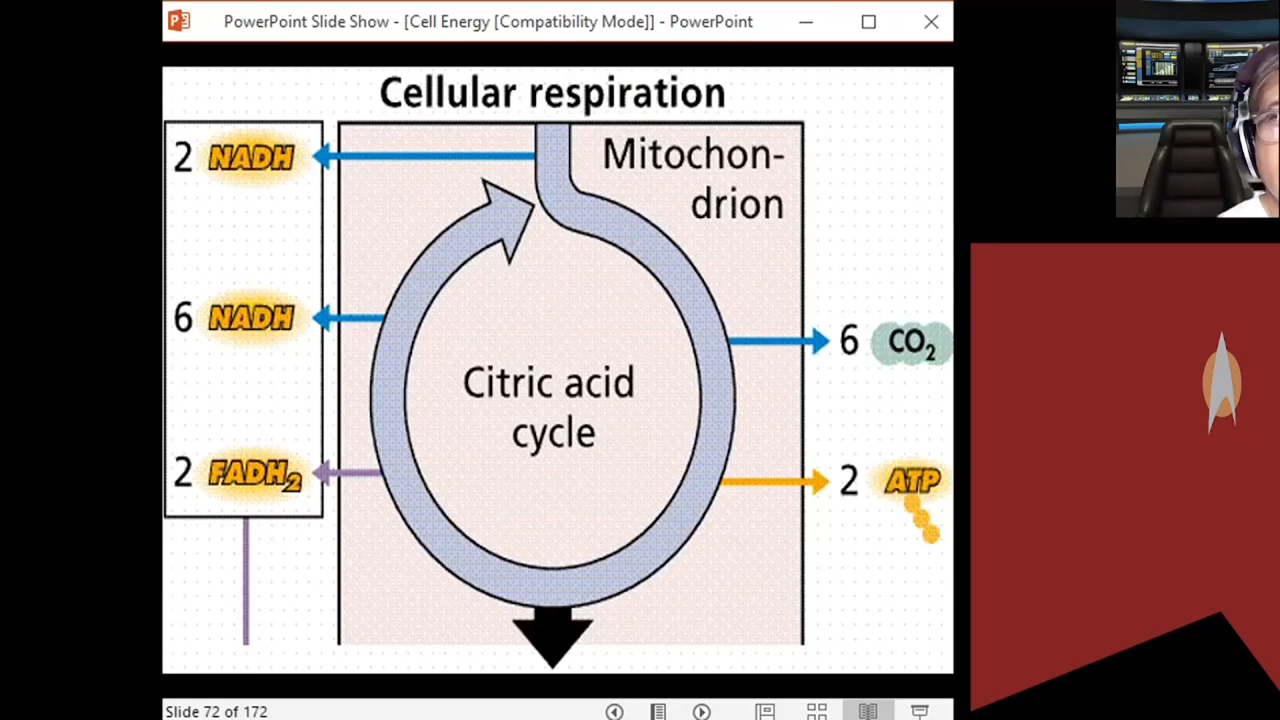 PowerPoint Slide Show - [Cell Energy [Compatibility Mode]] - PowerPoint
Cellular respiration
2 NADH
Mitochon-
drion
6 NADH
6 CO₂
Citric acid
cycle
2 FADH₂
2 ATP
Slide 72 of 172